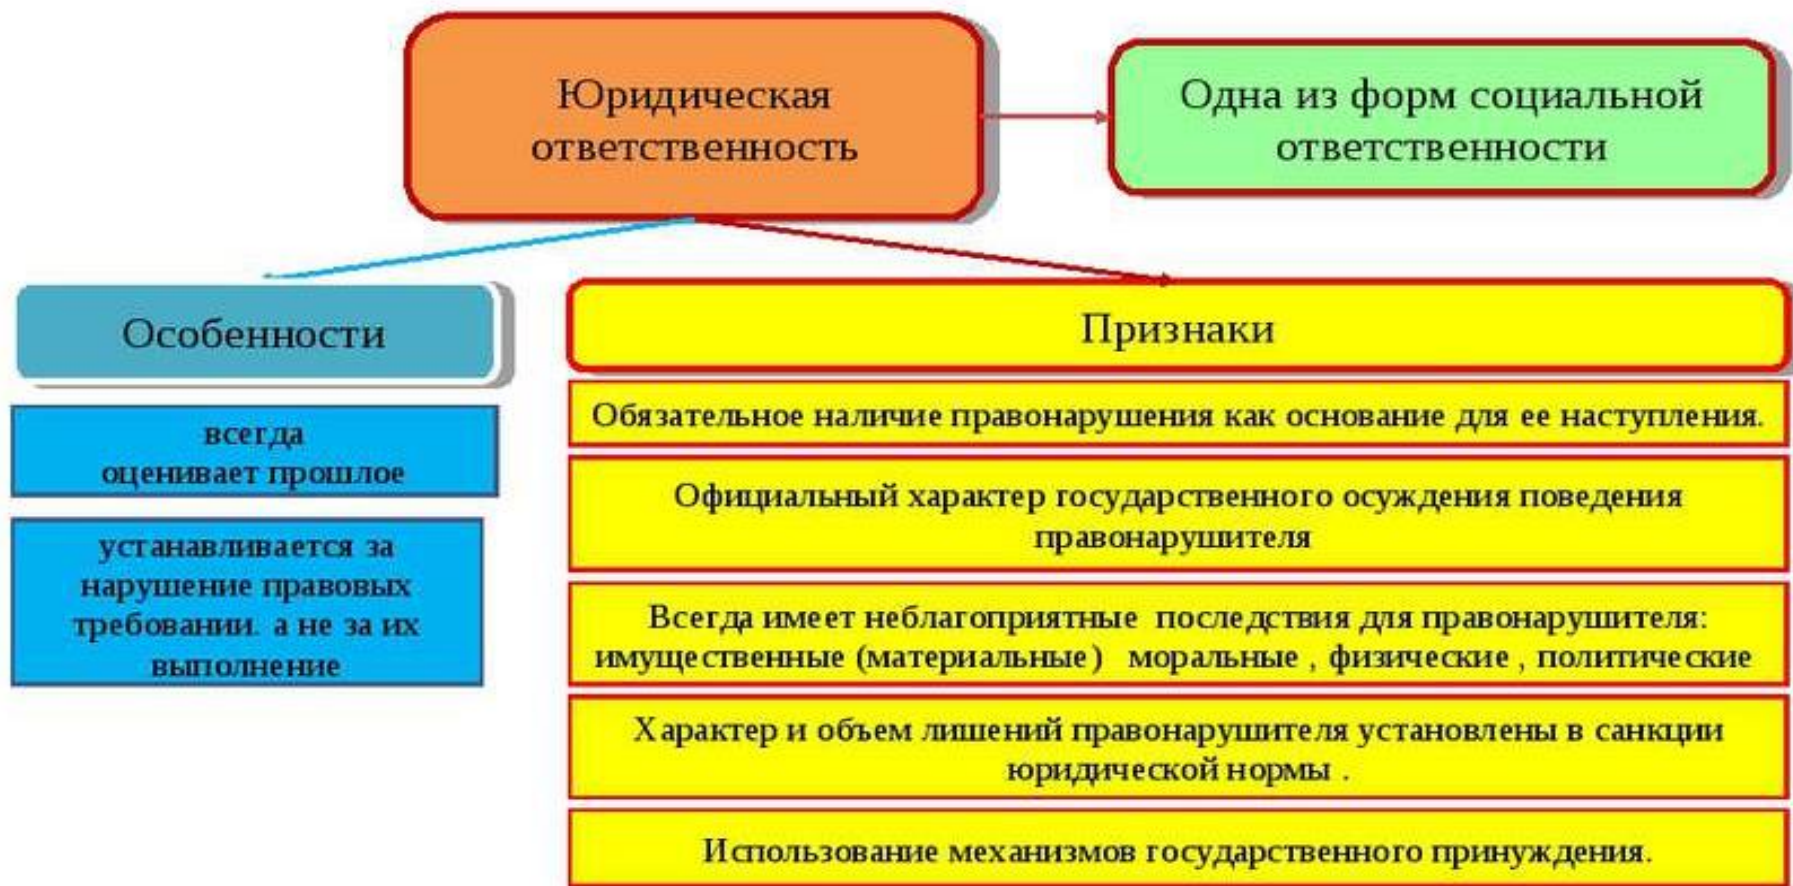 Юридическая
ответственность
Одна из форм социальной
ответственности
Особенности
всегда
оценивает прошлое
устанавливается за
нарушение правовых
требовании. а не за их
выполнение
Признаки
Обязательное наличие правонарушения как основание для ее наступления.
Официальный характер государственного осуждения поведения
правонарушителя
Всегда имеет неблагоприятные последствия для правонарушителя:
имущественные (материальные) моральные , физические , политические
Характер и объем лишений правонарушителя установлены в санкции
юридической нормы .
Использование механизмов государственного принуждения.